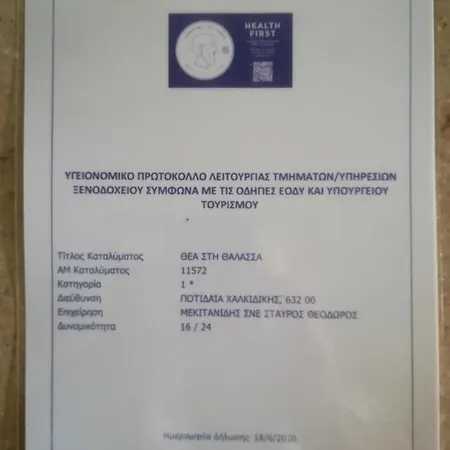 HEALTH
FIRST
ΥΓΕΙΟΝΟΜΙΚΟ ΠΡΩΤΟΚΟΛΛΟ ΛΕΙΤΟΥΡΓΙΑΣ ΤΜΗΜΑΤΩΝ/ΥΠΗΡΕΣΙΩΝ
ΞΕΝΟΔΟΧΕΙΟΥ ΣΥΜΦΩΝΑ ΜΕ ΤΙΣ ΟΔΗΓΙΕΣ ΕΟΔΥ ΚΑΙ ΥΠΟΥΡΓΕΙΟΥ
ΤΟΥΡΙΣΜΟΥ
Τίτλος Καταλύματος ΘΕΑ ΣΤΗ ΘΑΛΑΣΣΑ
ΑΜ Καταλύματος 11572
Κατηγορία 1 *
Διεύθυνση ΠΟΤΙΔΑΙΑ ΧΑΛΚΙΔΙΚΗΣ, 632 00
Επιχείρηση ΜΕΚΙΤΑΝΙΔΗΣ ΣΝΕ ΣΤΑΥΡΟΣ ΘΕΟΔΩΡΟΣ
Δυναμικότητα 16 / 24
Ημερομηνία Δήλωσης 18/6/2020